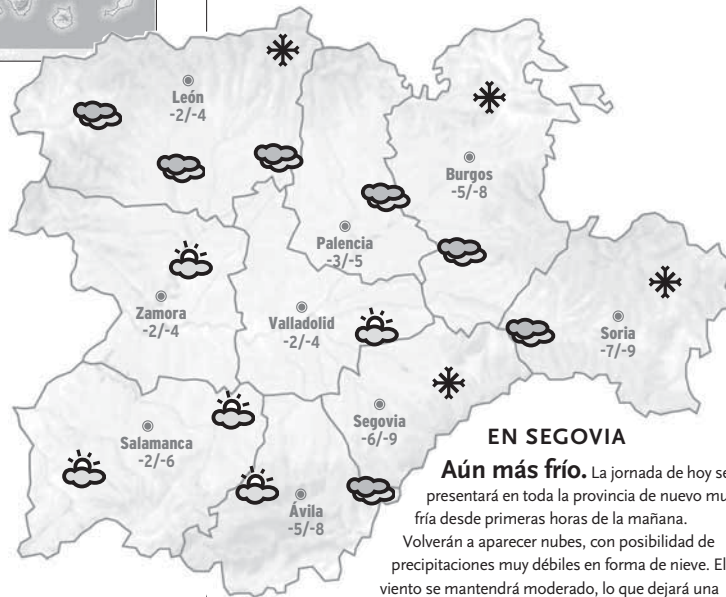 León
-2/-4
Burgos
-5/-8
Palencia
-3/-5
Zamora
-2/-4
Valladolid
-2/-4
Soria
-7/-9
Segovia
-6/-9
Salamanca
-2/-6
Ávila
-5/-8
EN SEGOVIA
Aún más frío. La jornada de hoy se
presentará en toda la provincia de nuevo mu
fría desde primeras horas de la mañana.
Volverán a aparecer nubes, con posibilidad de
precipitaciones muy débiles en forma de nieve. El
viento se mantendrá moderado, lo que dejará una